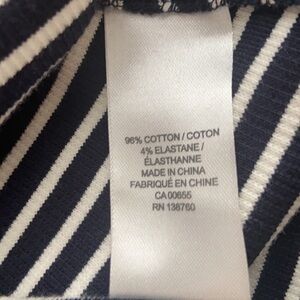 96% COTTON / COTON
4% ELASTANE /
ÉLASTHANNE
MADE IN CHINA
FABRIQUÉ EN CHINE
CA 00655
RN 138760